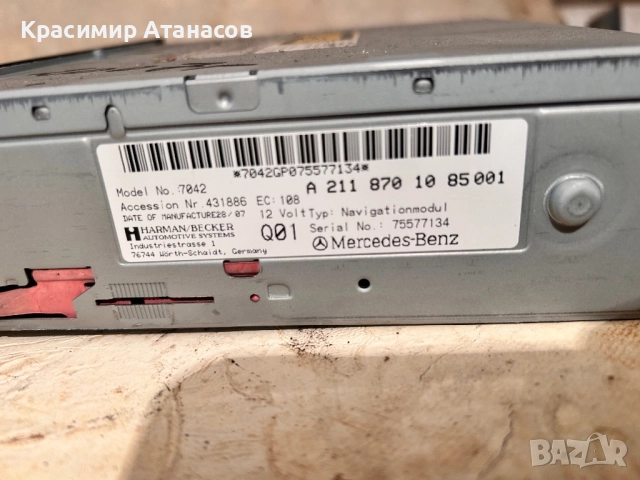 Красимир Атанасов
*7042GP075577134*
Model No. 7042
A 211 870 10 85 001
Accession Nr. 431886 EC: 108
DATE OF MANUFACTURE 28/07
12 Volt Typ: Navigationmodul
HARMAN/BECKER
AUTOMOTIVE SYSTEMS
Q01
Serial No.: 75577134
Mercedes-Benz
Industriestrasse 1
76744 Wörth-Schaidt, Germany
BAZAR